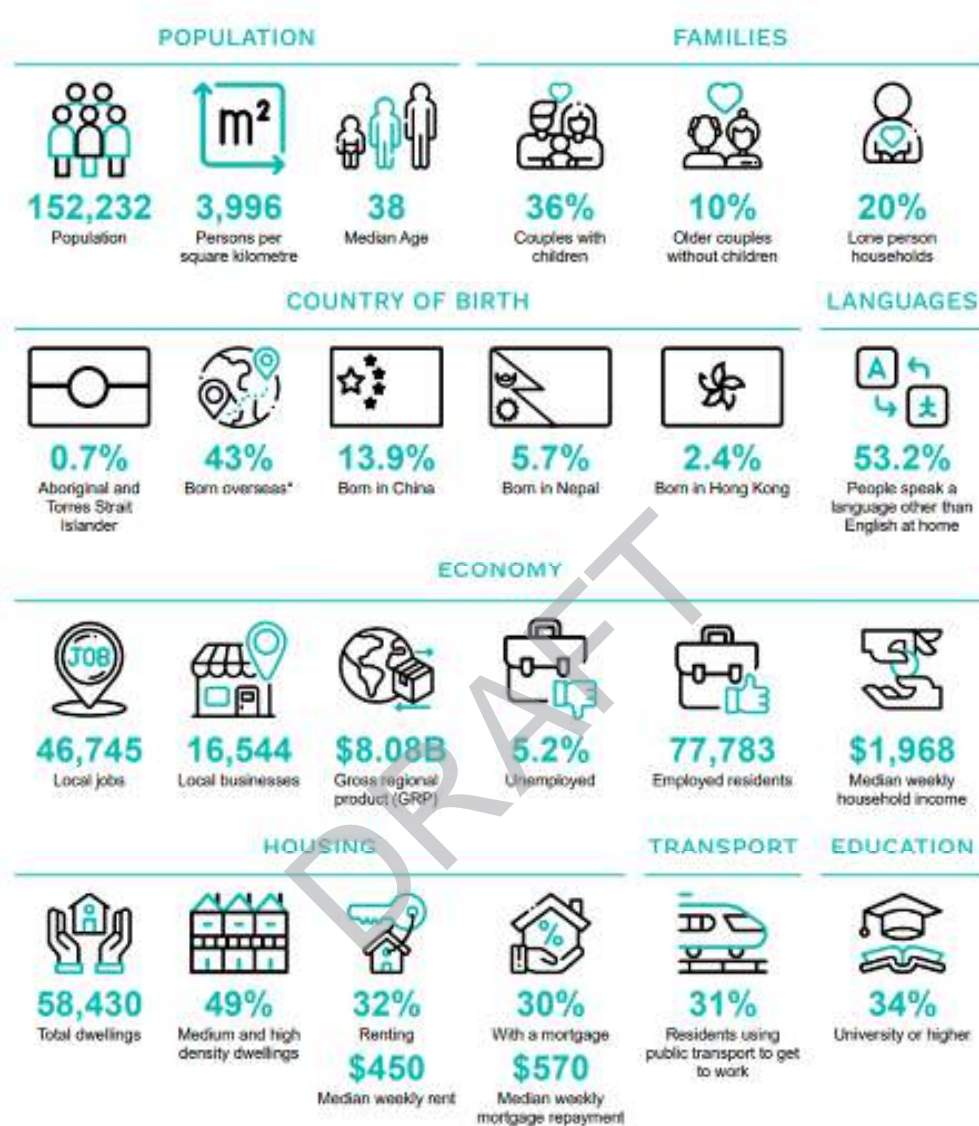 POPULATION
FAMILIES
m²
152,232
Population
3,996
Persons per
square kilometre
38
Median Age
36%
Couples with
children
10%
Older couples
without children
20%
Lone person
households
COUNTRY OF BIRTH
LANGUAGES
A
0.7%
Aboriginal and
Torres Strait
Islander
43%
Born overseas*
13.9%
Born in China
5.7%
Born in Nepal
2.4%
Born in Hong Kong
53.2%
People speak a
language other than
English at home
ECONOMY
JOB
46,745
Local jobs
16,544
Local businesses
$8.08B
Gross regional
product (GRP)
5.2%
Unemployed
77,783
Employed residents
$1,968
Median weekly
household income
DRAFT
HOUSING
TRANSPORT
EDUCATION
%
58,430
Total dwellings
49%
Medium and high
density dwellings
32%
Renting
$450
Median weekly rent
30%
With a mortgage
$570
Median weekly
mortgage repayment
31%
Residents using
public transport to get
to work
34%
University or higher